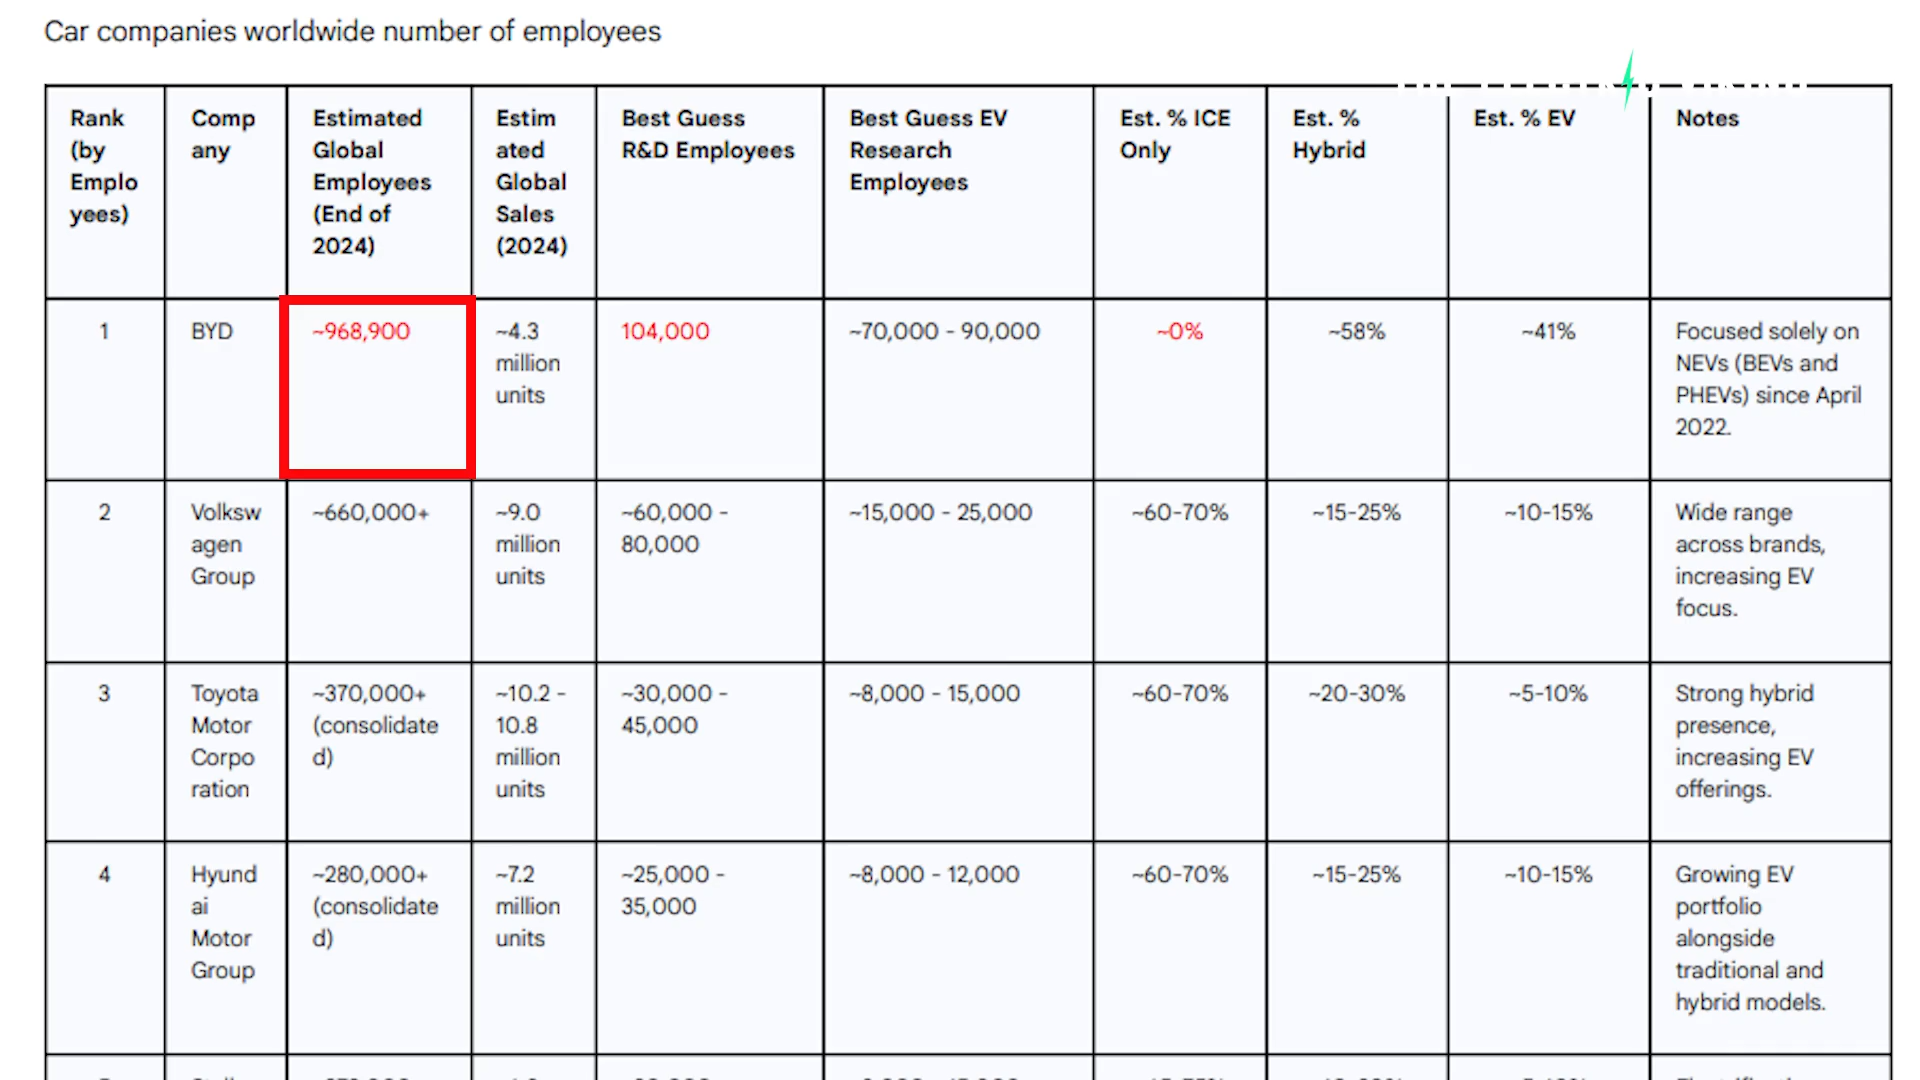 Car companies worldwide number of employees
Rank
(by
Emplo
yees)
Comp
any
Estimated
Global
Employees
(End of
2024)
Estim
ated
Global
Sales
(2024)
Best Guess
R&D Employees
Best Guess EV
Research
Employees
Est. % ICE
Only
Est. %
Hybrid
Est. % EV
Notes
1
BYD
~968,900
~4.3
million
units
104,000
~70,000 - 90,000
~0%
~58%
~41%
Focused solely on
NEVs (BEVs and
PHEVs) since April
2022.
2
Volksw
agen
Group
~660,000+
~9.0
million
units
~60,000 -
80,000
~15,000 - 25,000
~60-70%
~15-25%
~10-15%
Wide range
across brands,
increasing EV
focus.
3
Toyota
Motor
Corpo
ration
~370,000+
(consolidate
d)
~10.2 -
10.8
million
units
~30,000 -
45,000
~8,000 - 15,000
~60-70%
~20-30%
~5-10%
Strong hybrid
presence,
increasing EV
offerings.
4
Hyund
ai
Motor
Group
~280,000+
(consolidate
d)
~7.2
million
units
~25,000 -
35,000
~8,000 - 12,000
~60-70%
~15-25%
~10-15%
Growing EV
portfolio
alongside
traditional and
hybrid models.